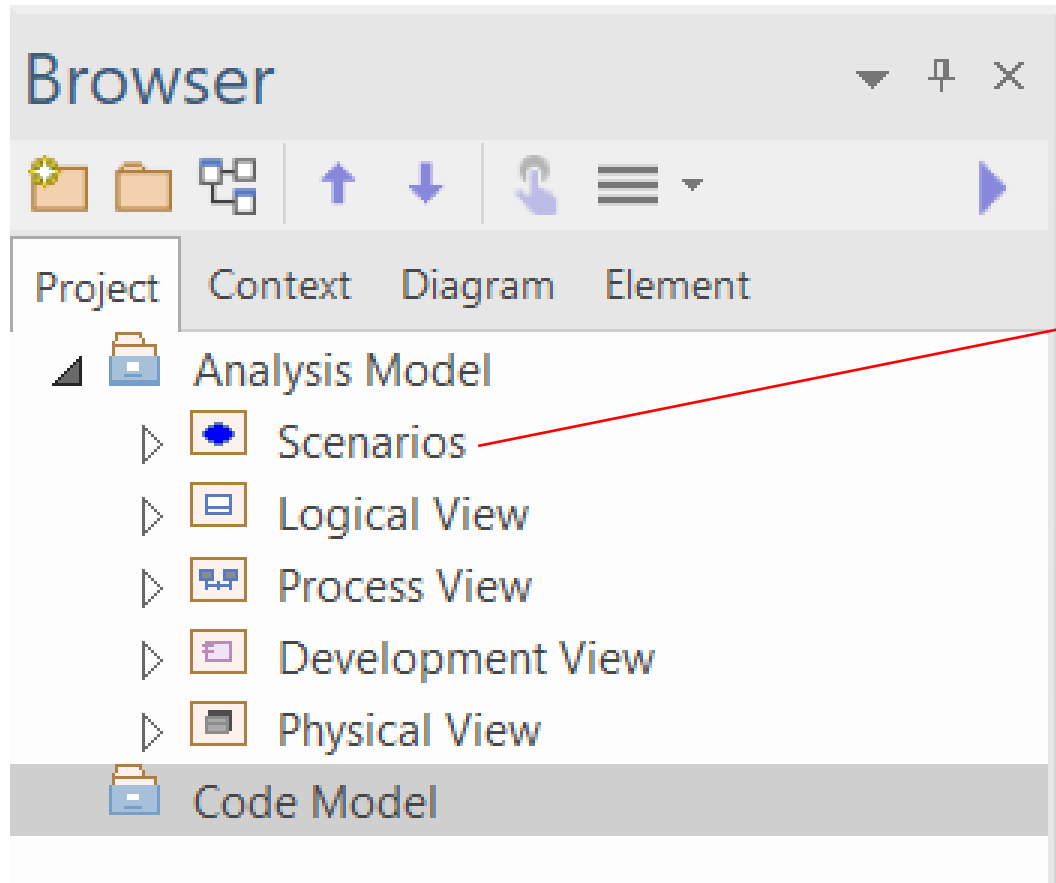 Browser
Project Context Diagram Element
Analysis Model
Scenarios
Logical View
Process View
Development View
Physical View
Code Model